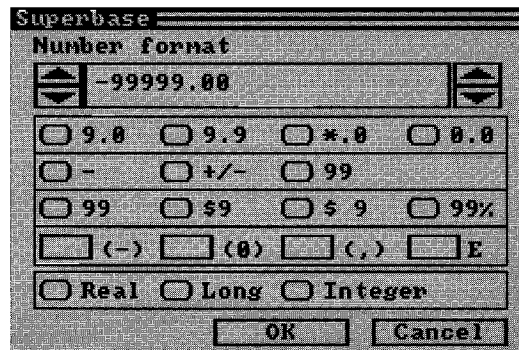 Superbase
Number format
-99999.00
9.0 9.9 *.0 0.0
- +/- 99
99 $9 $ 9 99%
(-) (0) (,) E
Real Long Integer
OK Cancel